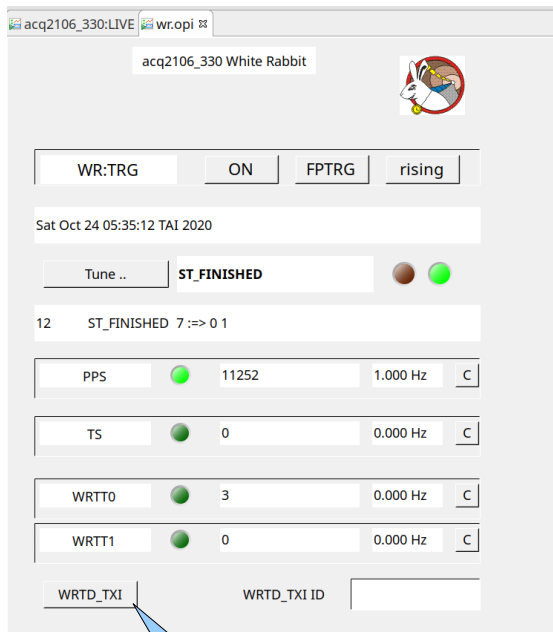 acq2106_330:LIVE wr.opi
acq2106_330 White Rabbit
WR:TRG ON FPTRG rising
Sat Oct 24 05:35:12 TAI 2020
Tune .. ST_FINISHED
12 ST_FINISHED 7 :=> 0 1
PPS 11252 1.000 Hz C
TS 0 0.000 Hz C
WRTT0 3 0.000 Hz C
WRTT1 0 0.000 Hz C
WRTD_TXI WRTD_TXI ID